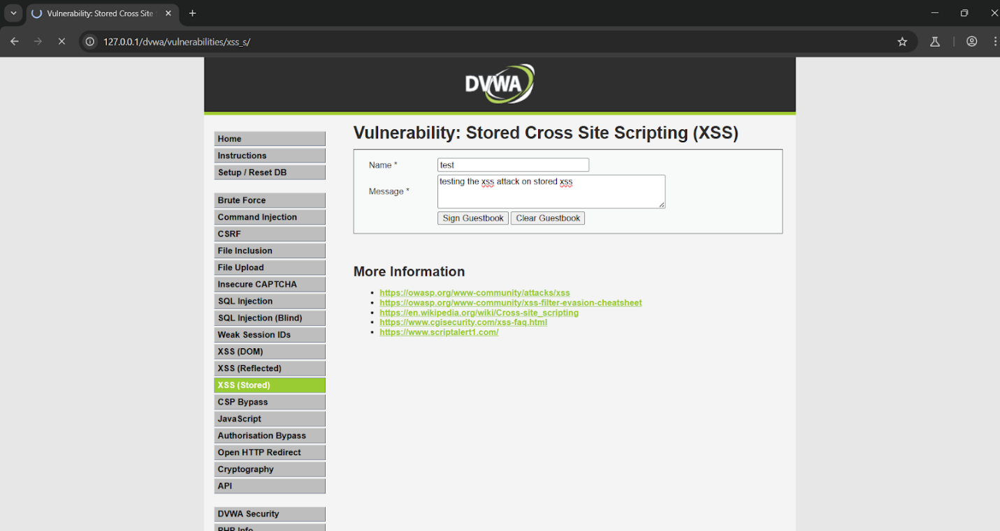 Vulnerability: Stored Cross Site
127.0.0.1/dvwa/vulnerabilities/xss_s/
DVWA
Home
Instructions
Setup / Reset DB
Brute Force
Command Injection
CSRF
File Inclusion
File Upload
Insecure CAPTCHA
SQL Injection
SQL Injection (Blind)
Weak Session IDs
XSS (DOM)
XSS (Reflected)
XSS (Stored)
CSP Bypass
JavaScript
Authorisation Bypass
Open HTTP Redirect
Cryptography
API
DVWA Security
PHP Info
Vulnerability: Stored Cross Site Scripting (XSS)
Name * test
Message * testing the xss attack on stored xss
Sign Guestbook Clear Guestbook
More Information
https://owasp.org/www-community/attacks/xss
https://owasp.org/www-community/xss-filter-evasion-cheatsheet
https://en.wikipedia.org/wiki/Cross-site_scripting
https://www.cgisecurity.com/xss-faq.html
https://www.scriptalert1.com/